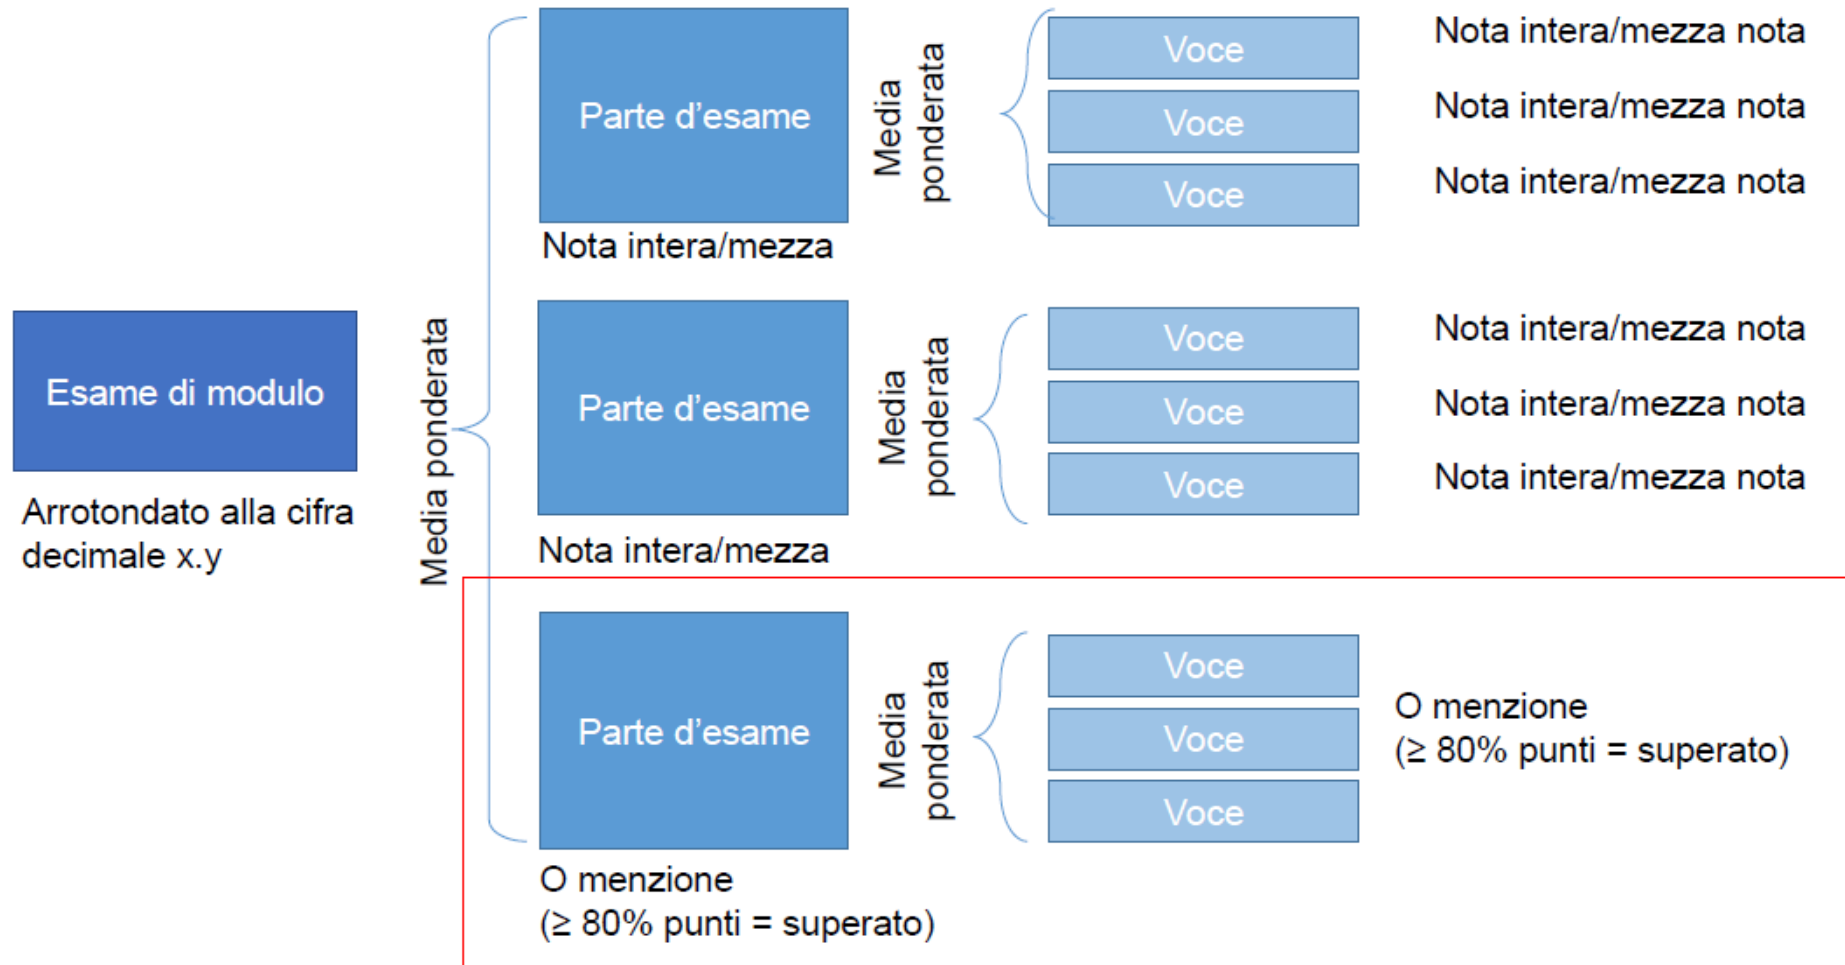 Esame di modulo
Arrotondato alla cifra
decimale x.y
Media ponderata
Parte d'esame
Nota intera/mezza
Media
ponderata
Voce
Nota intera/mezza nota
Voce
Nota intera/mezza nota
Voce
Nota intera/mezza nota
Parte d'esame
Nota intera/mezza
Media
ponderata
Voce
Nota intera/mezza nota
Voce
Nota intera/mezza nota
Voce
Nota intera/mezza nota
Parte d'esame
O menzione
(≥ 80% punti = superato)
Media
ponderata
Voce
Voce
Voce
O menzione
(≥ 80% punti = superato)